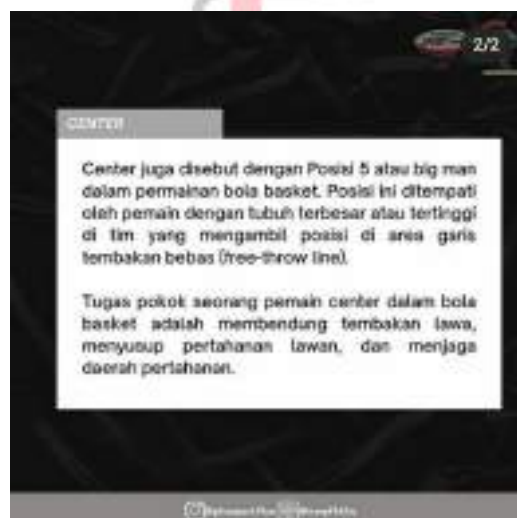 2/2
CENTER
Center juga disebut dengan Posisi 5 atau big man
dalam permainan bola basket. Posisi ini ditempati
oleh pemain dengan tubuh terbesar atau tertinggi
di tim yang mengambil posisi di area garis
tembakan bebas (free-throw line).
Tugas pokok seorang pemain center dalam bola
basket adalah membendung tembakan lawa,
menyusup pertahanan lawan, dan menjaga
daerah pertahanan.